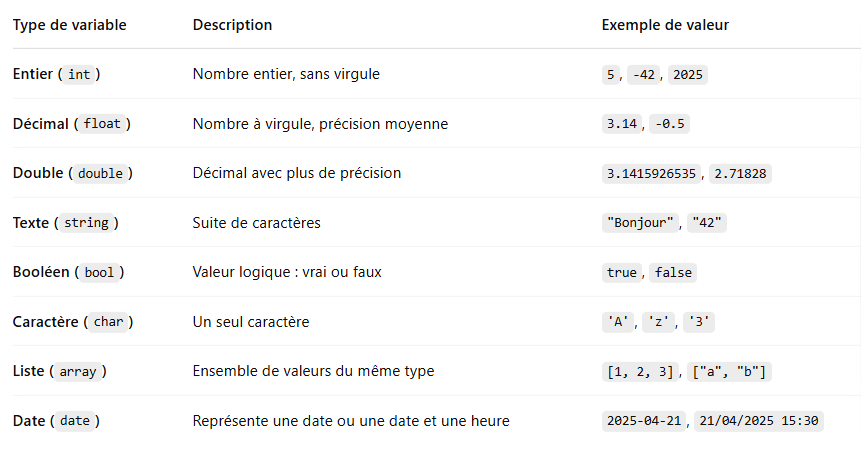 Type de variable Description Exemple de valeur
Entier (int) Nombre entier, sans virgule 5, -42, 2025
Décimal (float) Nombre à virgule, précision moyenne 3.14, -0.5
Double (double) Décimal avec plus de précision 3.1415926535, 2.71828
Texte (string) Suite de caractères "Bonjour", "42"
Booléen (bool) Valeur logique : vrai ou faux true, false
Caractère (char) Un seul caractère 'A', 'z', '3'
Liste (array) Ensemble de valeurs du même type [1, 2, 3], ["a", "b"]
Date (date) Représente une date ou une date et une heure 2025-04-21, 21/04/2025 15:30